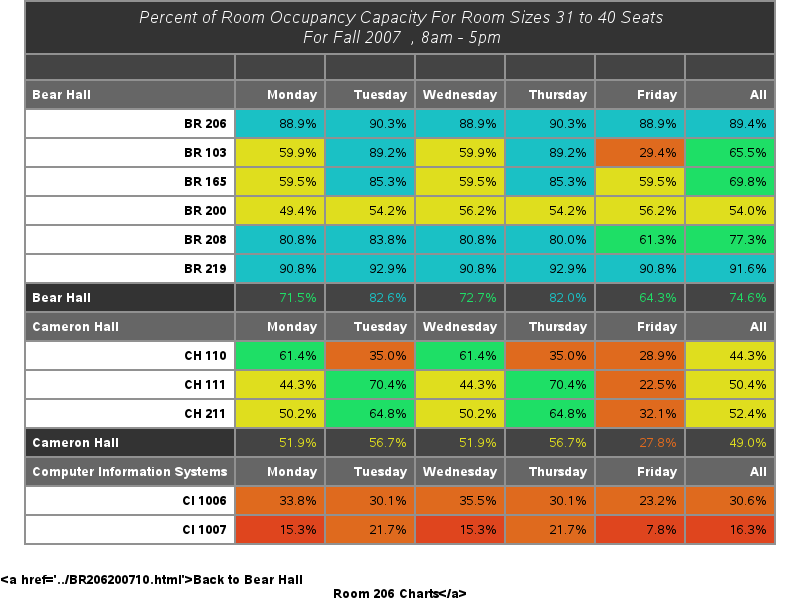 Percent of Room Occupancy Capacity For Room Sizes 31 to 40 Seats
For Fall 2007 , 8am - 5pm
Bear Hall Monday Tuesday Wednesday Thursday Friday All
BR 206 88.9% 90.3% 88.9% 90.3% 88.9% 89.4%
BR 103 59.9% 89.2% 59.9% 89.2% 29.4% 65.5%
BR 165 59.5% 85.3% 59.5% 85.3% 59.5% 69.8%
BR 200 49.4% 54.2% 56.2% 54.2% 56.2% 54.0%
BR 208 80.8% 83.8% 80.8% 80.0% 61.3% 77.3%
BR 219 90.8% 92.9% 90.8% 92.9% 90.8% 91.6%
Bear Hall 71.5% 82.6% 72.7% 82.0% 64.3% 74.6%
Cameron Hall Monday Tuesday Wednesday Thursday Friday All
CH 110 61.4% 35.0% 61.4% 35.0% 28.9% 44.3%
CH 111 44.3% 70.4% 44.3% 70.4% 22.5% 50.4%
CH 211 50.2% 64.8% 50.2% 64.8% 32.1% 52.4%
Cameron Hall 51.9% 56.7% 51.9% 56.7% 27.8% 49.0%
Computer Information Systems Monday Tuesday Wednesday Thursday Friday All
CI 1006 33.8% 30.1% 35.5% 30.1% 23.2% 30.6%
CI 1007 15.3% 21.7% 15.3% 21.7% 7.8% 16.3%
<a href='../BR206200710.html'>Back to Bear Hall
Room 206 Charts</a>